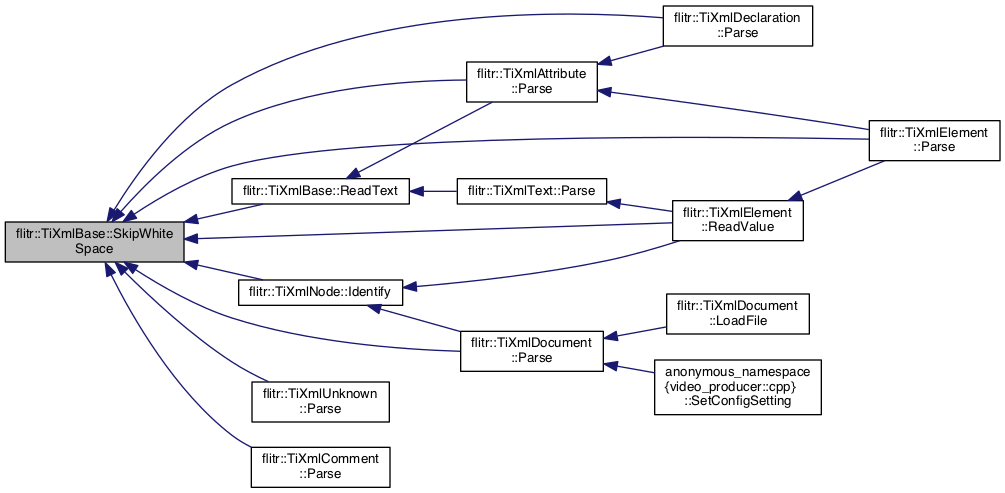 flitr::TiXmlDeclaration
::Parse
flitr::TiXmlAttribute
::Parse
flitr::TiXmlElement
::Parse
flitr::TiXmlBase::ReadText
flitr::TiXmlText::Parse
flitr::TiXmlElement
::ReadValue
flitr::TiXmlBase::SkipWhite
Space
flitr::TiXmlNode::Identify
flitr::TiXmlDocument
::LoadFile
flitr::TiXmlDocument
::Parse
anonymous_namespace
{video_producer::cpp}
::SetConfigSetting
flitr::TiXmlUnknown
::Parse
flitr::TiXmlComment
::Parse